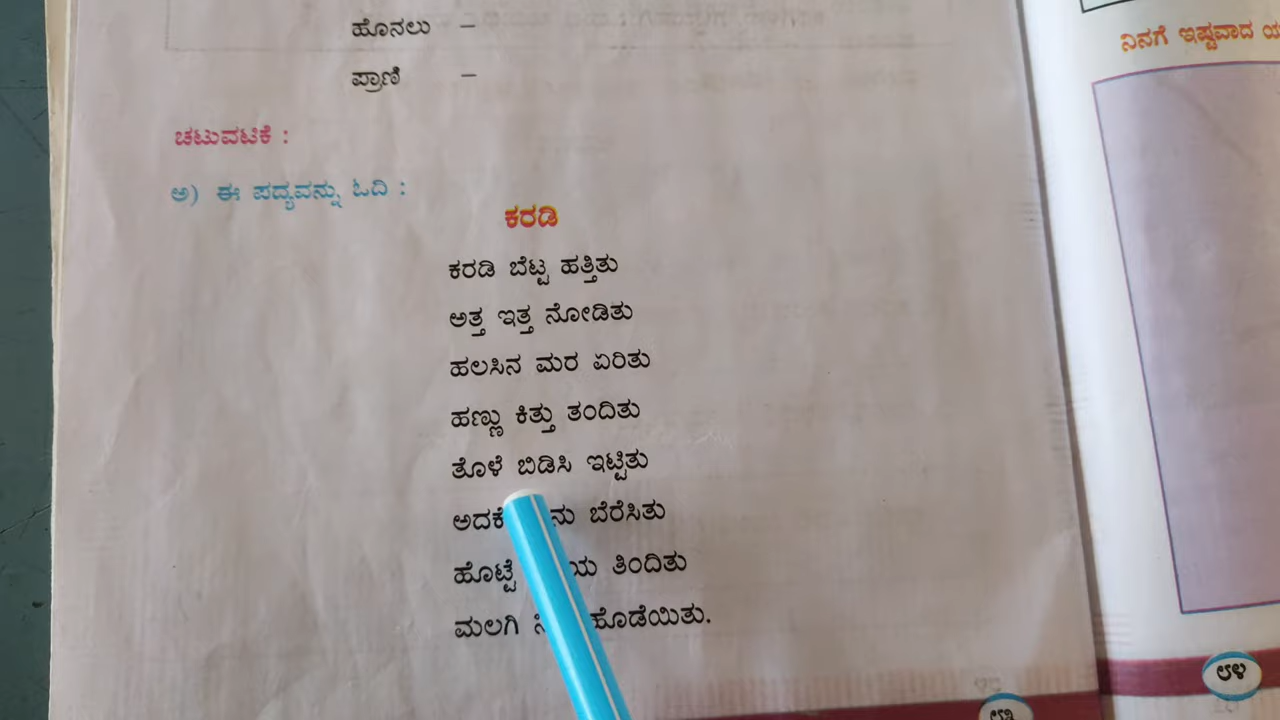 ಹೊನಲು –
ಪ್ರಾಣಿ –
ಚಟುವಟಿಕೆ :
ಅ) ಈ ಪದ್ಯವನ್ನು ಓದಿ :
ಕರಡಿ
ಕರಡಿ ಬೆಟ್ಟ ಹತ್ತಿತು
ಅತ್ತ ಇತ್ತ ನೋಡಿತು
ಹಲಸಿನ ಮರ ಏರಿತು
ಹಣ್ಣು ಕಿತ್ತು ತಂದಿತು
ತೊಳೆ ಬಿಡಿಸಿ ಇಟ್ಟಿತು
ಬೆರೆಸಿತು
ಹೊಟ್ಟೆ ತಿಂದಿತು
ಮಲಗಿ ಹೊಡೆಯಿತು.
ನಿನಗೆ ಇಷ್ಟವಾದ
೮೪